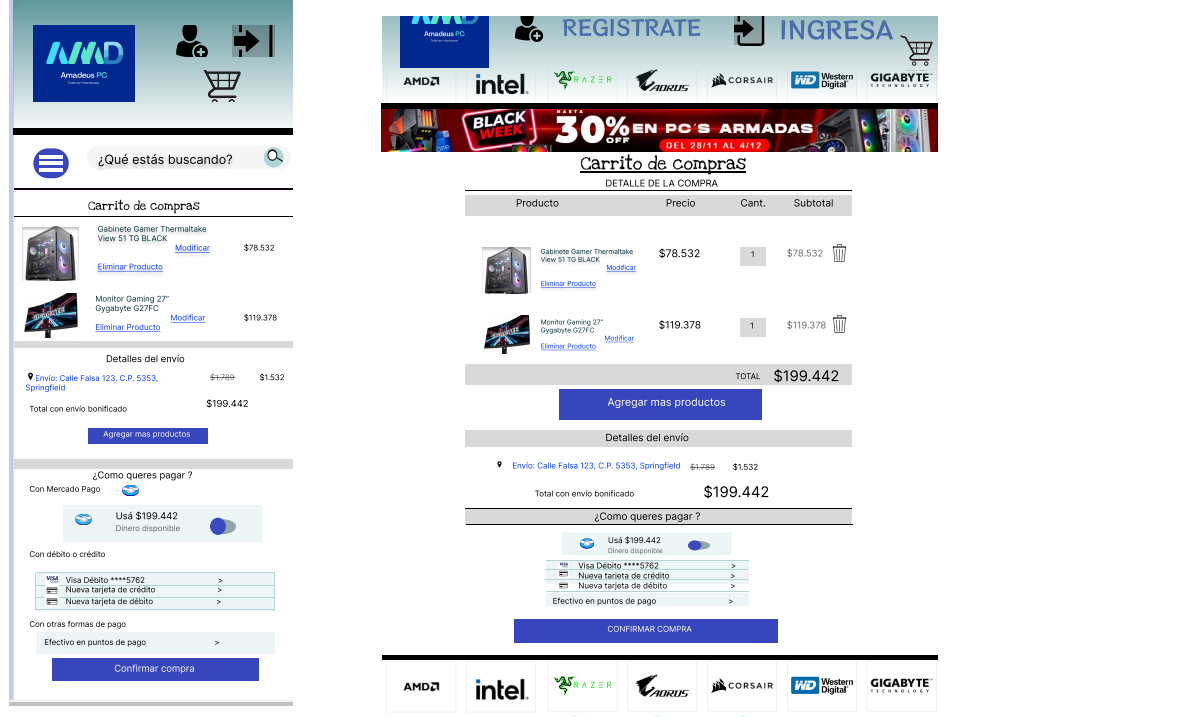 AMD
Amadeus PC
Todo en Hardware
¿Qué estás buscando?
Carrito de compras
Gabinete Gamer Thermaltake
View 51 TG BLACK
Modificar
$78.532
Eliminar Producto
Monitor Gaming 27"
Gygabyte G27FC
Modificar
$119.378
Eliminar Producto
Detalles del envío
Envío: Calle Falsa 123, C.P. 5353,
Springfield
$1.789
$1.532
Total con envío bonificado
$199.442
Agregar mas productos
¿Como queres pagar ?
Con Mercado Pago
Usá $199.442
Dinero disponible
Con débito o crédito
VISA Visa Débito ****5762 >
Nueva tarjeta de crédito >
Nueva tarjeta de débito >
Con otras formas de pago
Efectivo en puntos de pago >
Confirmar compra
AMD
Amadeus PC
Todo en Hardware
REGISTRATE
INGRESA
AMD intel. RAZER AORUS CORSAIR WD Western Digital® GIGABYTE™ TECHNOLOGY
BLACK WEEK
HASTA
30% OFF EN PC´S ARMADAS
DEL 28/11 AL 4/12
Carrito de compras
DETALLE DE LA COMPRA
Producto Precio Cant. Subtotal
Gabinete Gamer Thermaltake
View 51 TG BLACK
Modificar
Eliminar Producto
$78.532 1 $78.532
Monitor Gaming 27"
Gygabyte G27FC
Modificar
Eliminar Producto
$119.378 1 $119.378
TOTAL $199.442
Agregar mas productos
Detalles del envío
Envío: Calle Falsa 123, C.P. 5353, Springfield $1.789 $1.532
Total con envío bonificado $199.442
¿Como queres pagar ?
Usá $199.442
Dinero disponible
VISA Visa Débito ****5762 >
Nueva tarjeta de crédito >
Nueva tarjeta de débito >
Efectivo en puntos de pago >
CONFIRMAR COMPRA
AMD intel. RAZER AORUS CORSAIR WD Western Digital® GIGABYTE™ TECHNOLOGY